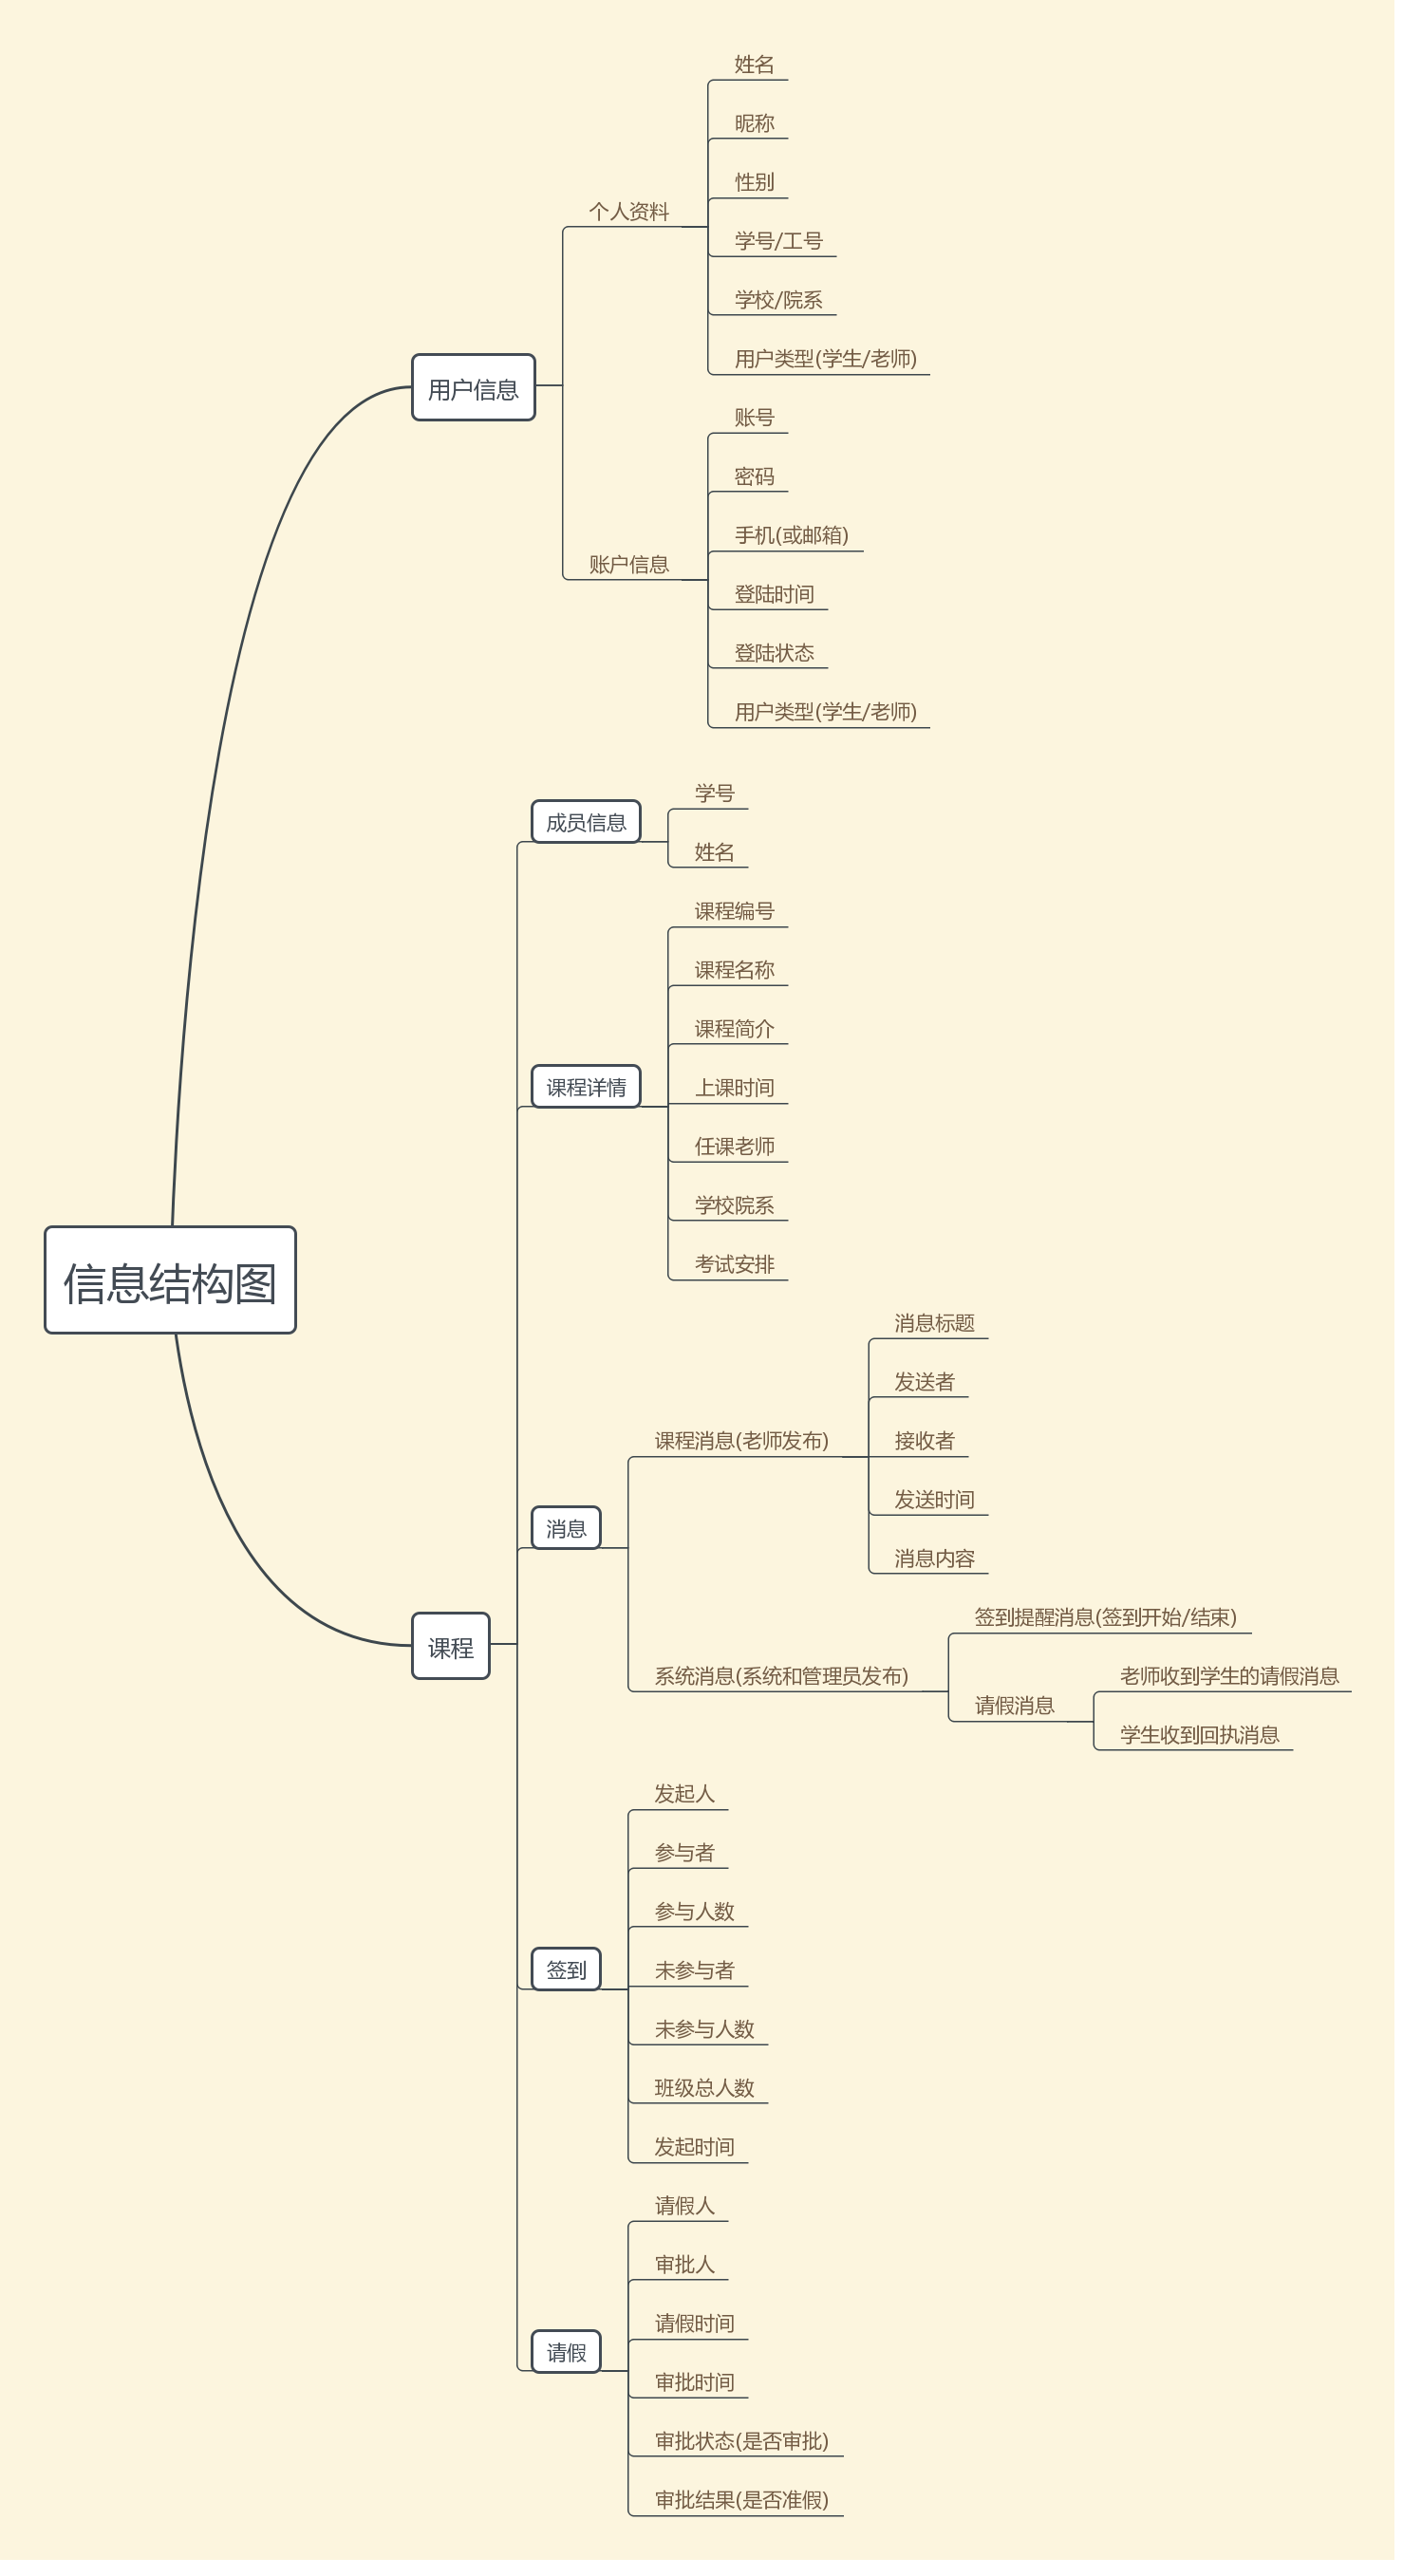 姓名
昵称
性别
个人资料
学号/工号
学校/院系
用户类型(学生/老师)
用户信息
账号
密码
手机(或邮箱)
账户信息
登陆时间
登陆状态
用户类型(学生/老师)
学号
成员信息
姓名
课程编号
课程名称
课程简介
课程详情
上课时间
任课老师
学校院系
考试安排
信息结构图
消息标题
发送者
课程消息(老师发布)
接收者
发送时间
消息
消息内容
签到提醒消息(签到开始/结束)
课程
系统消息(系统和管理员发布)
老师收到学生的请假消息
请假消息
学生收到回执消息
发起人
参与者
参与人数
签到
未参与者
未参与人数
班级总人数
发起时间
请假人
审批人
请假时间
请假
审批时间
审批状态(是否审批)
审批结果(是否准假)